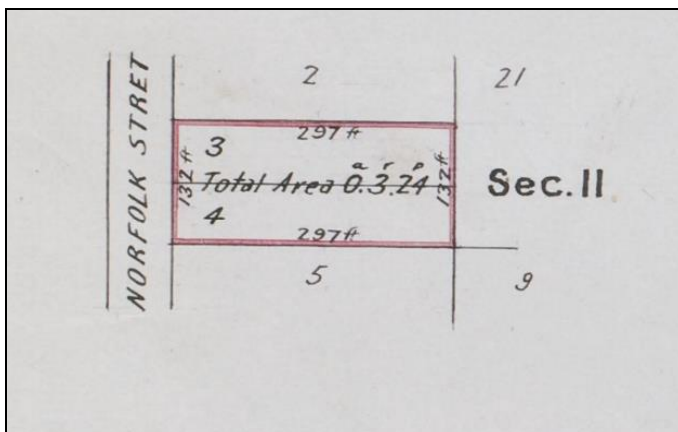 NORFOLK STRET
2
21
297 ft
3
132 ft
a r p
Total Area 0.3.24
132 ft
Sec. II
4
297 ft
5
9